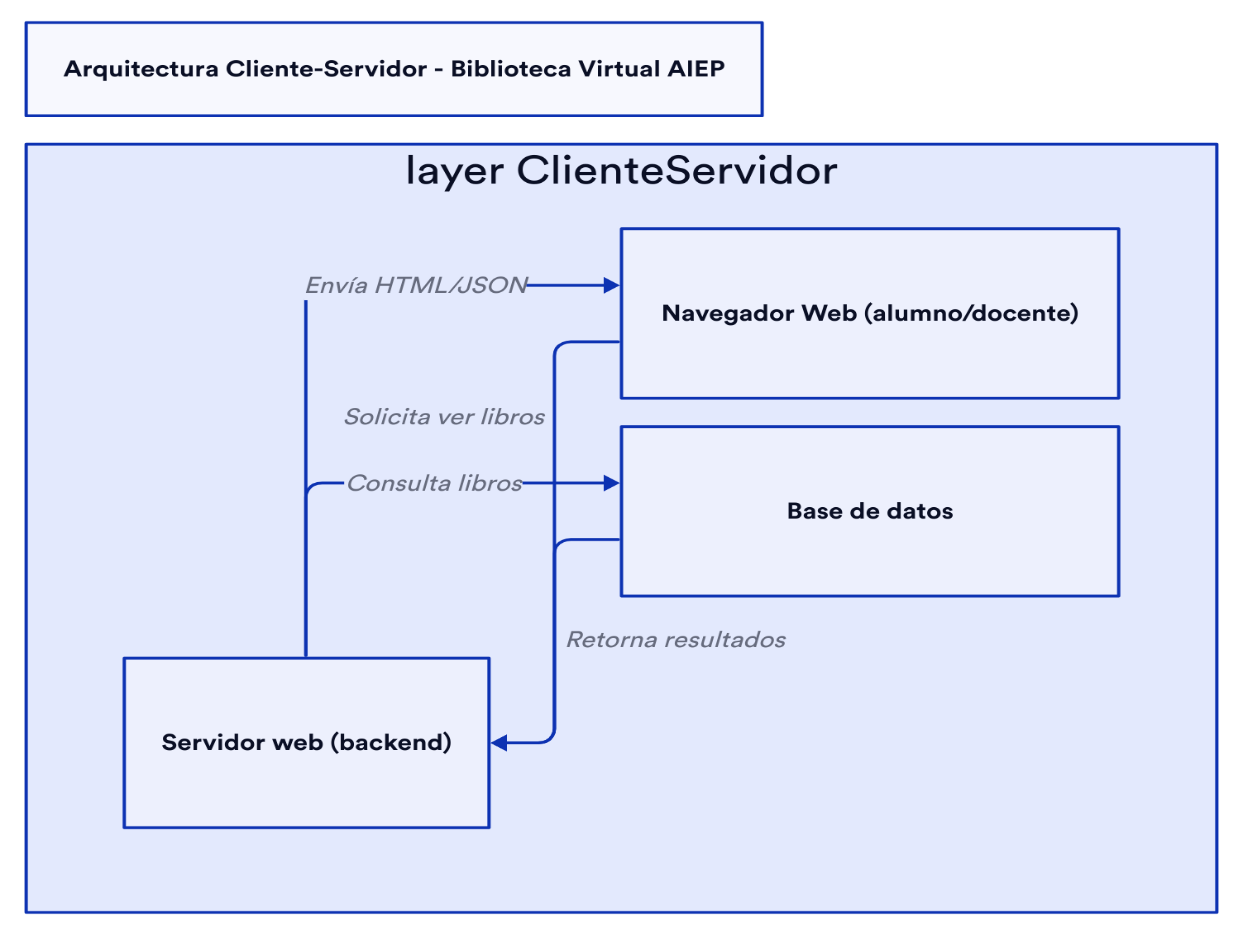 Arquitectura Cliente-Servidor - Biblioteca Virtual AIEP
layer ClienteServidor
Envía HTML/JSON
Navegador Web (alumno/docente)
Solicita ver libros
Consulta libros
Base de datos
Retorna resultados
Servidor web (backend)